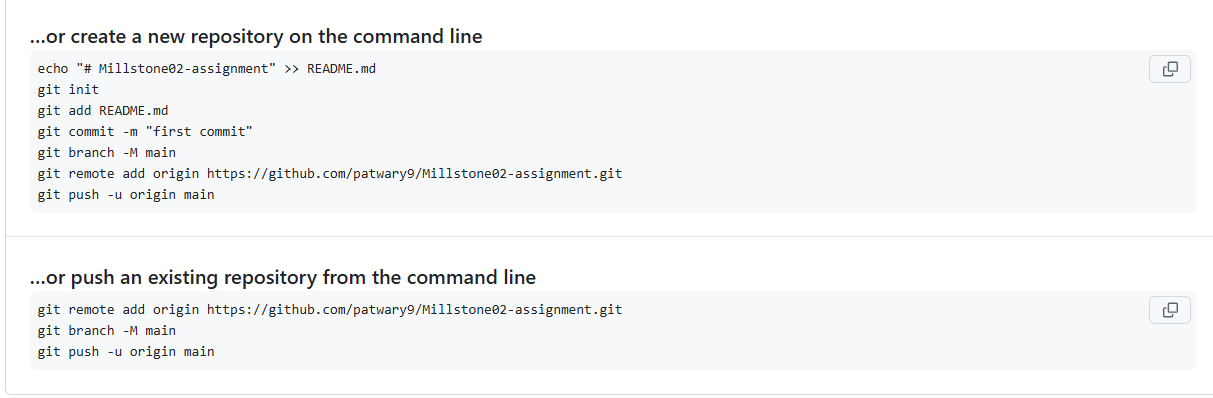 ...or create a new repository on the command line
echo "# Millstone02-assignment" >> README.md
git init
git add README.md
git commit -m "first commit"
git branch -M main
git remote add origin https://github.com/patwary9/Millstone02-assignment.git
git push -u origin main
...or push an existing repository from the command line
git remote add origin https://github.com/patwary9/Millstone02-assignment.git
git branch -M main
git push -u origin main